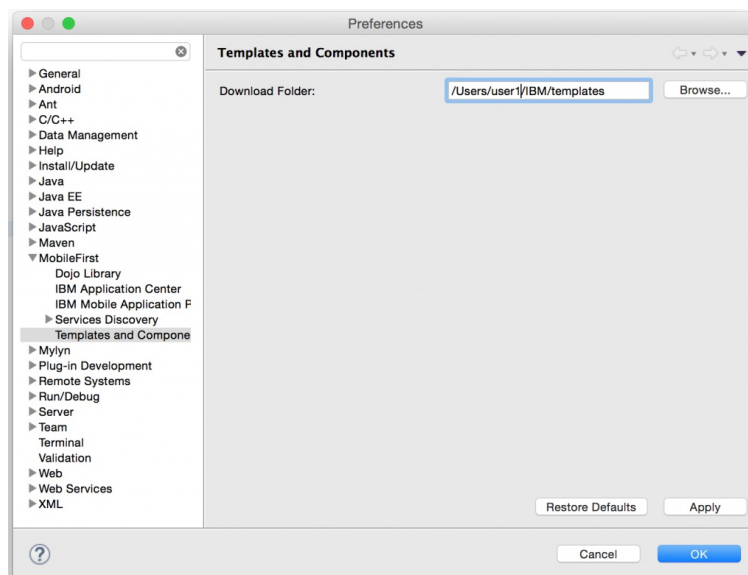 Preferences
Templates and Components
General
Android
Ant
C/C++
Data Management
Help
Install/Update
Java
Java EE
Java Persistence
JavaScript
Maven
MobileFirst
Dojo Library
IBM Application Center
IBM Mobile Application P
Services Discovery
Templates and Compone
Mylyn
Plug-in Development
Remote Systems
Run/Debug
Server
Team
Terminal
Validation
Web
Web Services
XML
Download Folder: /Users/user1/IBM/templates Browse...
Restore Defaults Apply
? Cancel OK